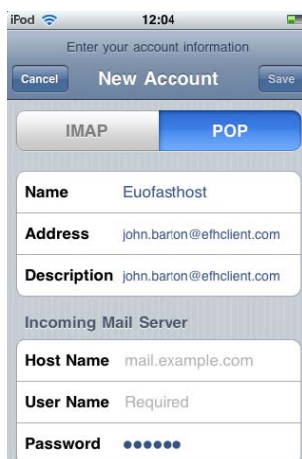 iPod 12:04
Enter your account information
Cancel New Account Save
IMAP POP
Name Euofasthost
Address john.barton@efhclient.com
Description john.barton@efhclient.com
Incoming Mail Server
Host Name mail.example.com
User Name Required
Password ••••••